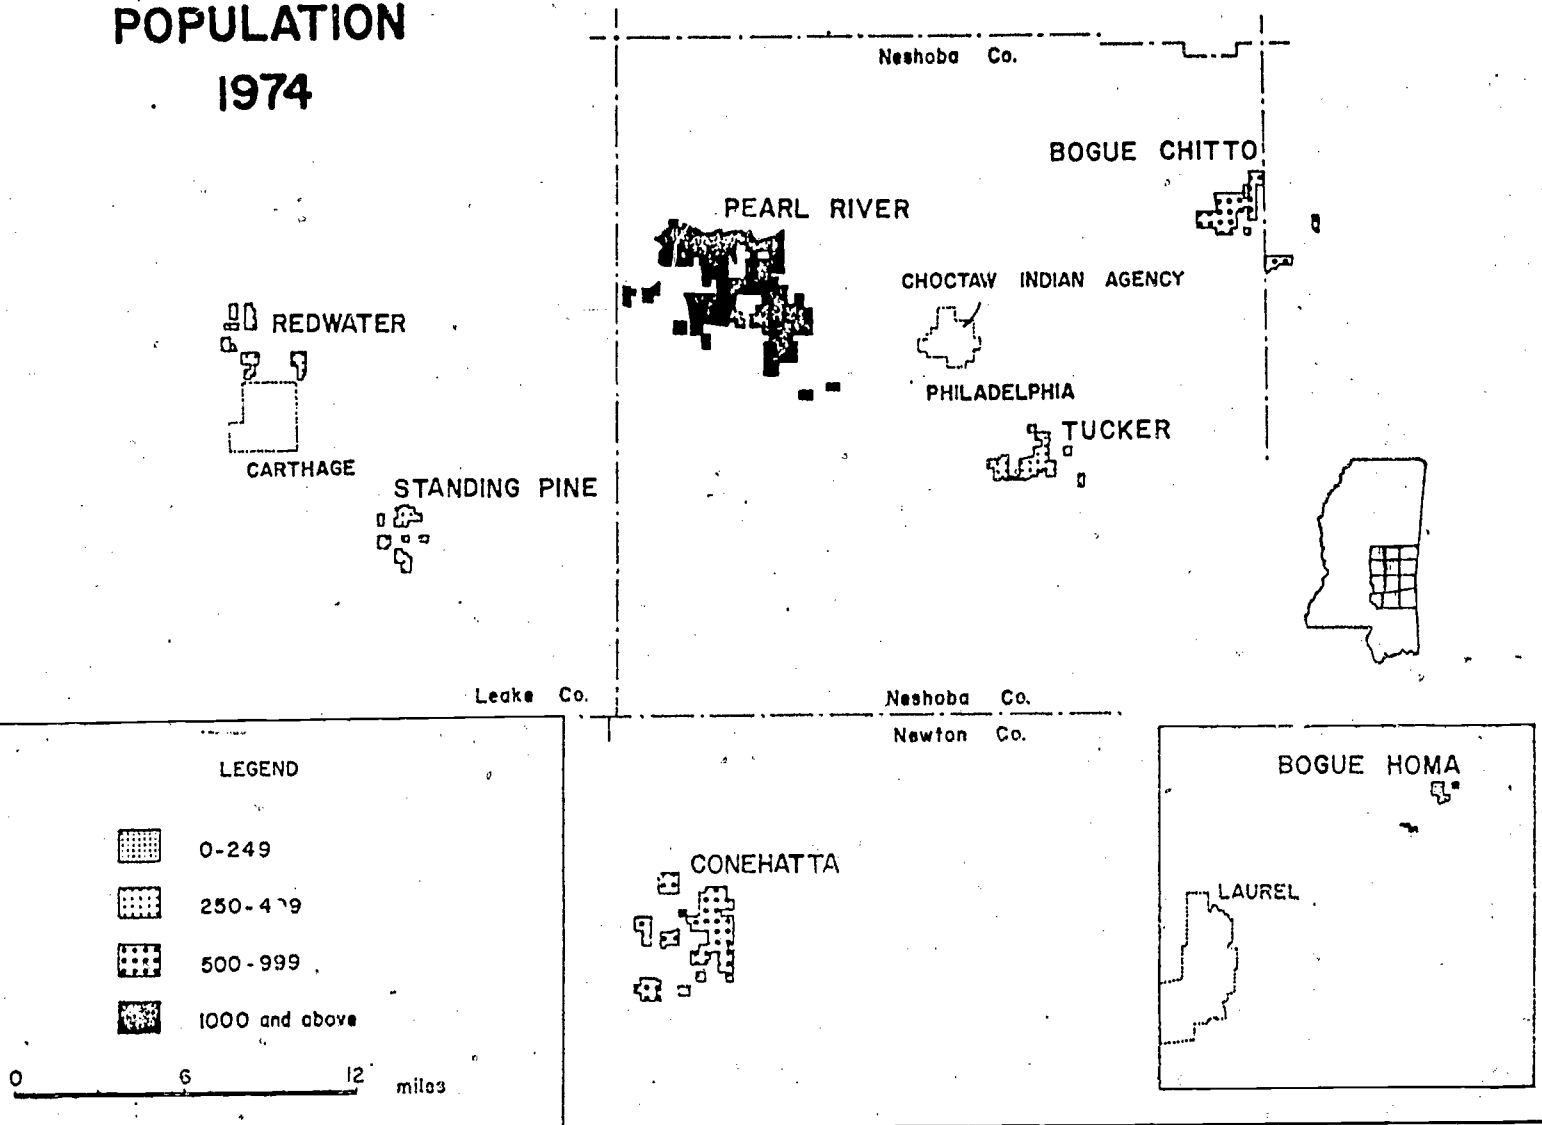 POPULATION
1974
Neshoba Co.
BOGUE CHITTO
PEARL RIVER
CHOCTAW INDIAN AGENCY
REDWATER
PHILADELPHIA
TUCKER
CARTHAGE
STANDING PINE
Leake Co.
Neshoba Co.
Newton Co.
LEGEND
0-249
500-999
1000 and above
0 6 12 miles
CONEHATTA
BOGUE HOMA
LAUREL